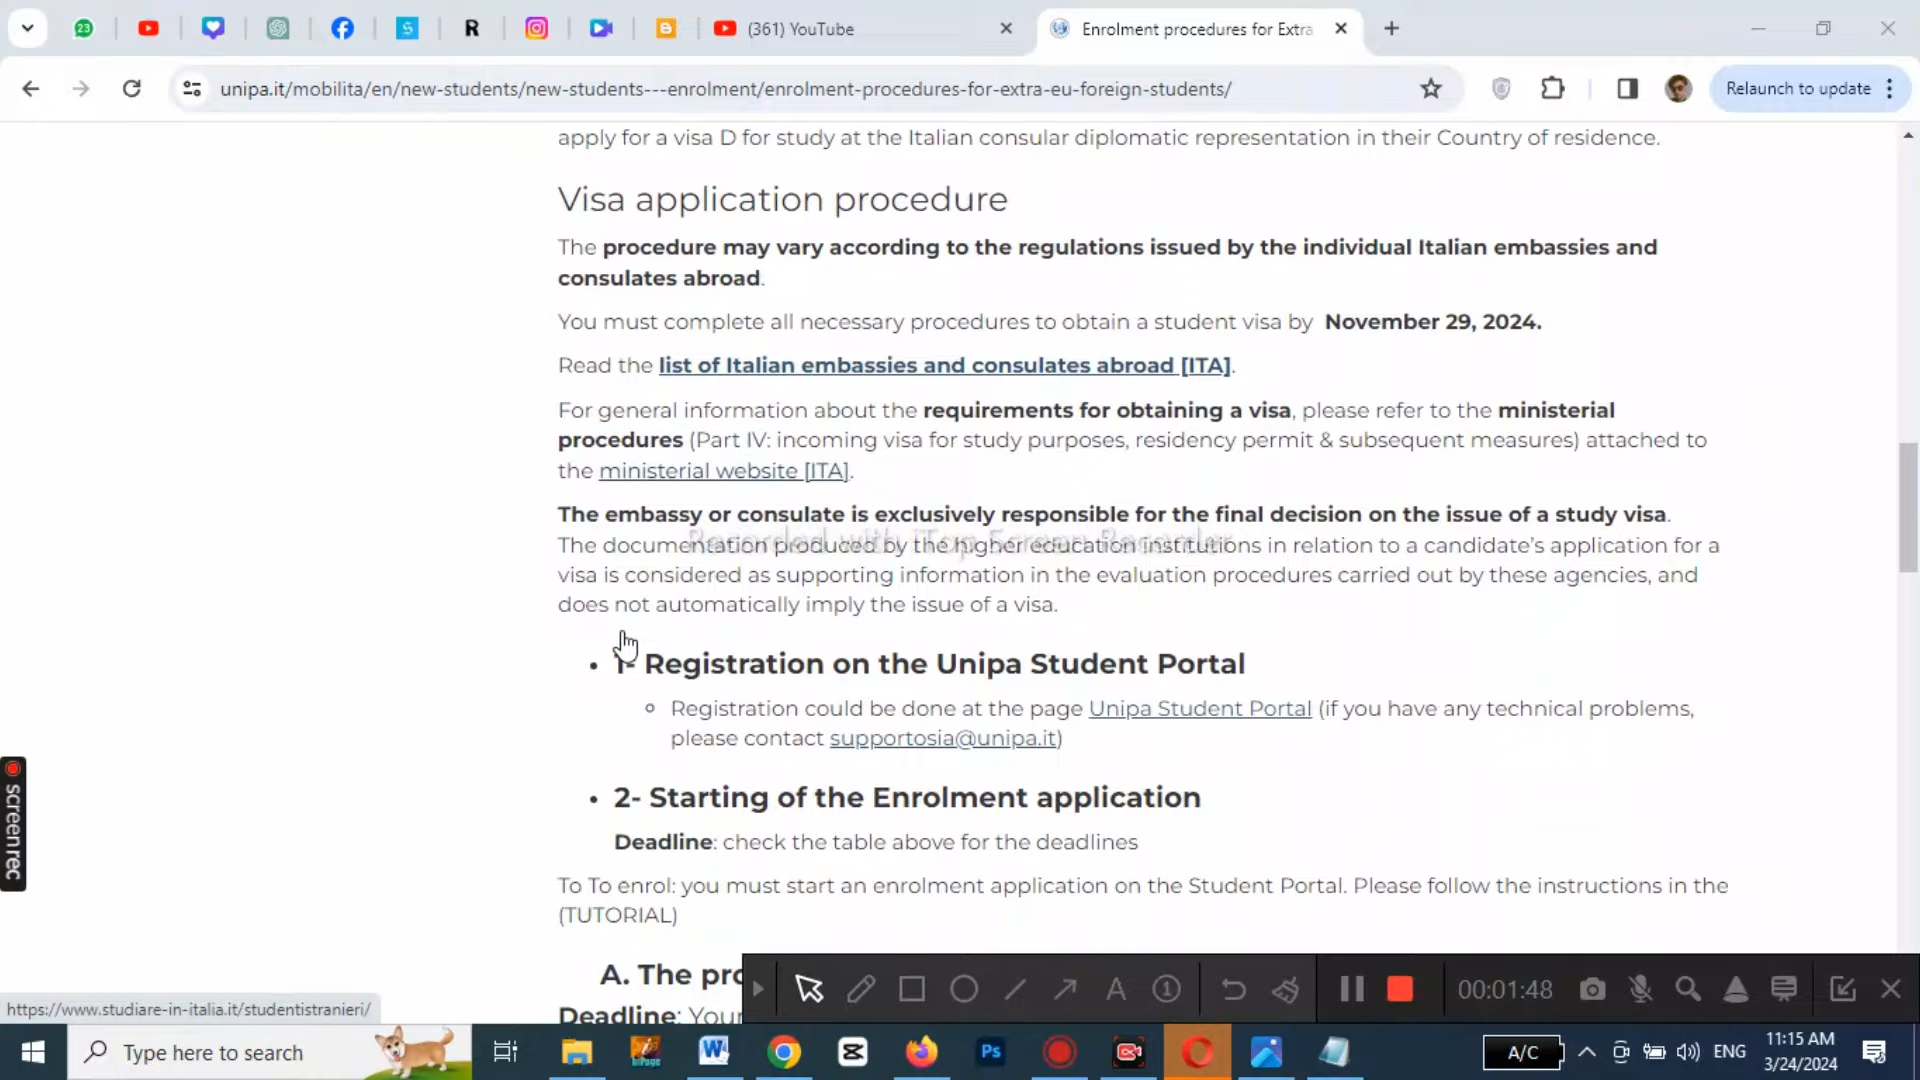 23
S
R
(361) YouTube
Enrolment procedures for Extra
unipa.it/mobilita/en/new-students/new-students---enrolment/enrolment-procedures-for-extra-eu-foreign-students/
Relaunch to update
apply for a visa D for study at the Italian consular diplomatic representation in their Country of residence.
Visa application procedure
The procedure may vary according to the regulations issued by the individual Italian embassies and
consulates abroad.
You must complete all necessary procedures to obtain a student visa by November 29, 2024.
Read the list of Italian embassies and consulates abroad [ITA].
For general information about the requirements for obtaining a visa, please refer to the ministerial
procedures (Part IV: incoming visa for study purposes, residency permit & subsequent measures) attached to
the ministerial website [ITA].
The embassy or consulate is exclusively responsible for the final decision on the issue of a study visa.
Recorded with iTop Screen Recorder
The documentation produced by the higher education institutions in relation to a candidate's application for a
visa is considered as supporting information in the evaluation procedures carried out by these agencies, and
does not automatically imply the issue of a visa.
• 1- Registration on the Unipa Student Portal
Registration could be done at the page Unipa Student Portal (if you have any technical problems,
please contact supportosia@unipa.it)
• 2- Starting of the Enrolment application
Deadline: check the table above for the deadlines
To To enrol: you must start an enrolment application on the Student Portal. Please follow the instructions in the
(TUTORIAL)
A. The pro
Deadline: Your
screenrec
A
1
00:01:48
https://www.studiare-in-italia.it/studentistranieri/
Type here to search
W
Ps
A/C
ENG
11:15 AM
3/24/2024